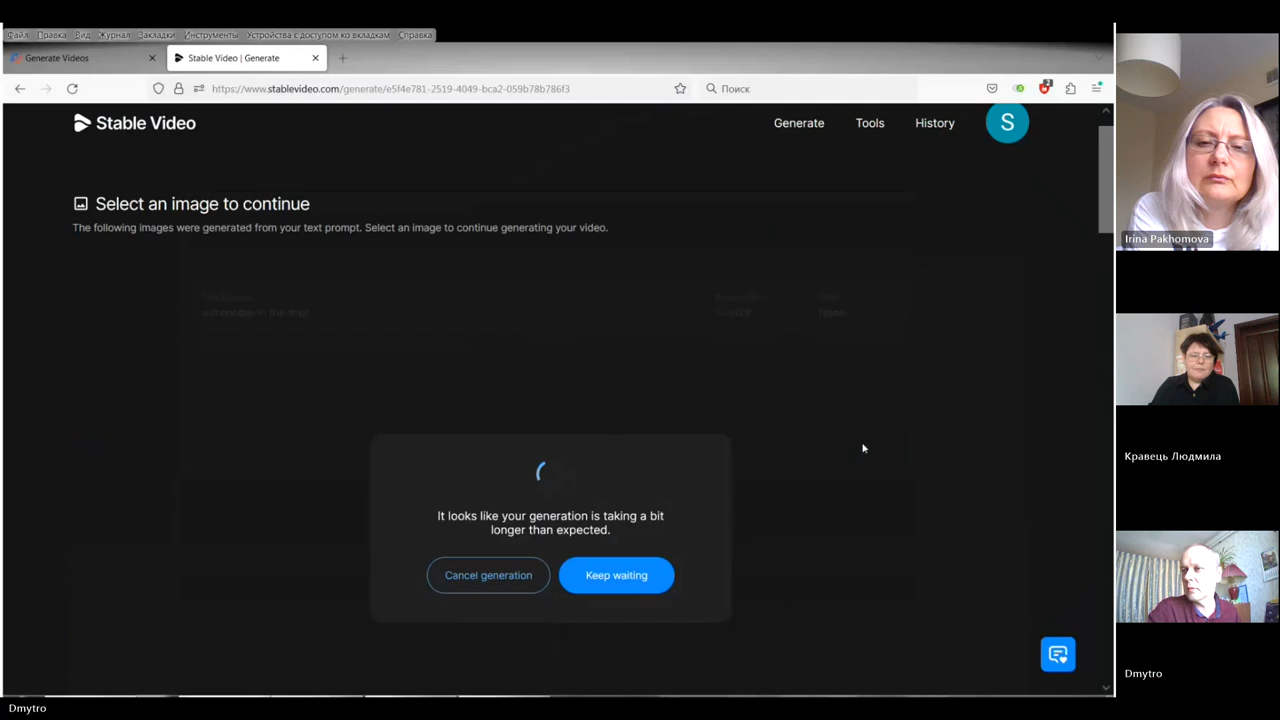 Файл Правка Вид Журнал Закладки Инструменты Устройства с доступом ко вкладкам Справка
Generate Videos
Stable Video | Generate
https://www.stablevideo.com/generate/e5f4e781-2519-4049-bca2-059b78b786f3
Поиск
2
Stable Video
Generate Tools History
S
Select an image to continue
The following images were generated from your text prompt. Select an image to continue generating your video.
It looks like your generation is taking a bit
longer than expected.
Cancel generation
Keep waiting
Irina Pakhomova
Кравець Людмила
Dmytro
Dmytro